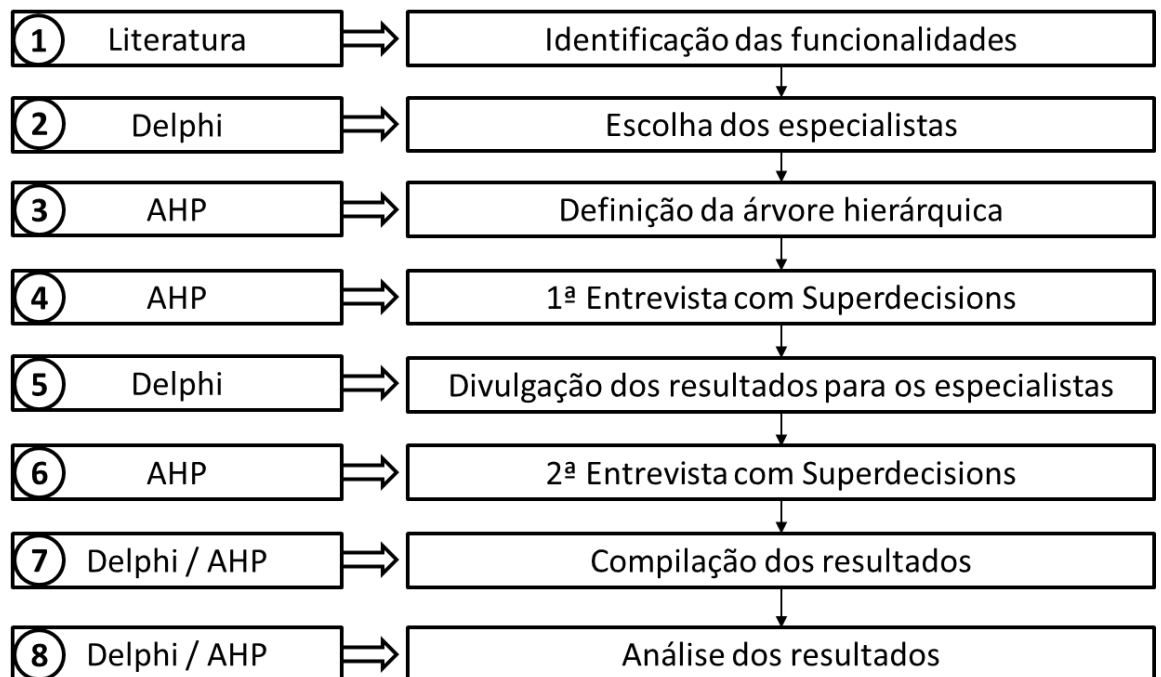 1 Literatura Identificação das funcionalidades
2 Delphi Escolha dos especialistas
3 AHP Definição da árvore hierárquica
4 AHP 1ª Entrevista com Superdecisions
5 Delphi Divulgação dos resultados para os especialistas
6 AHP 2ª Entrevista com Superdecisions
7 Delphi / AHP Compilação dos resultados
8 Delphi / AHP Análise dos resultados